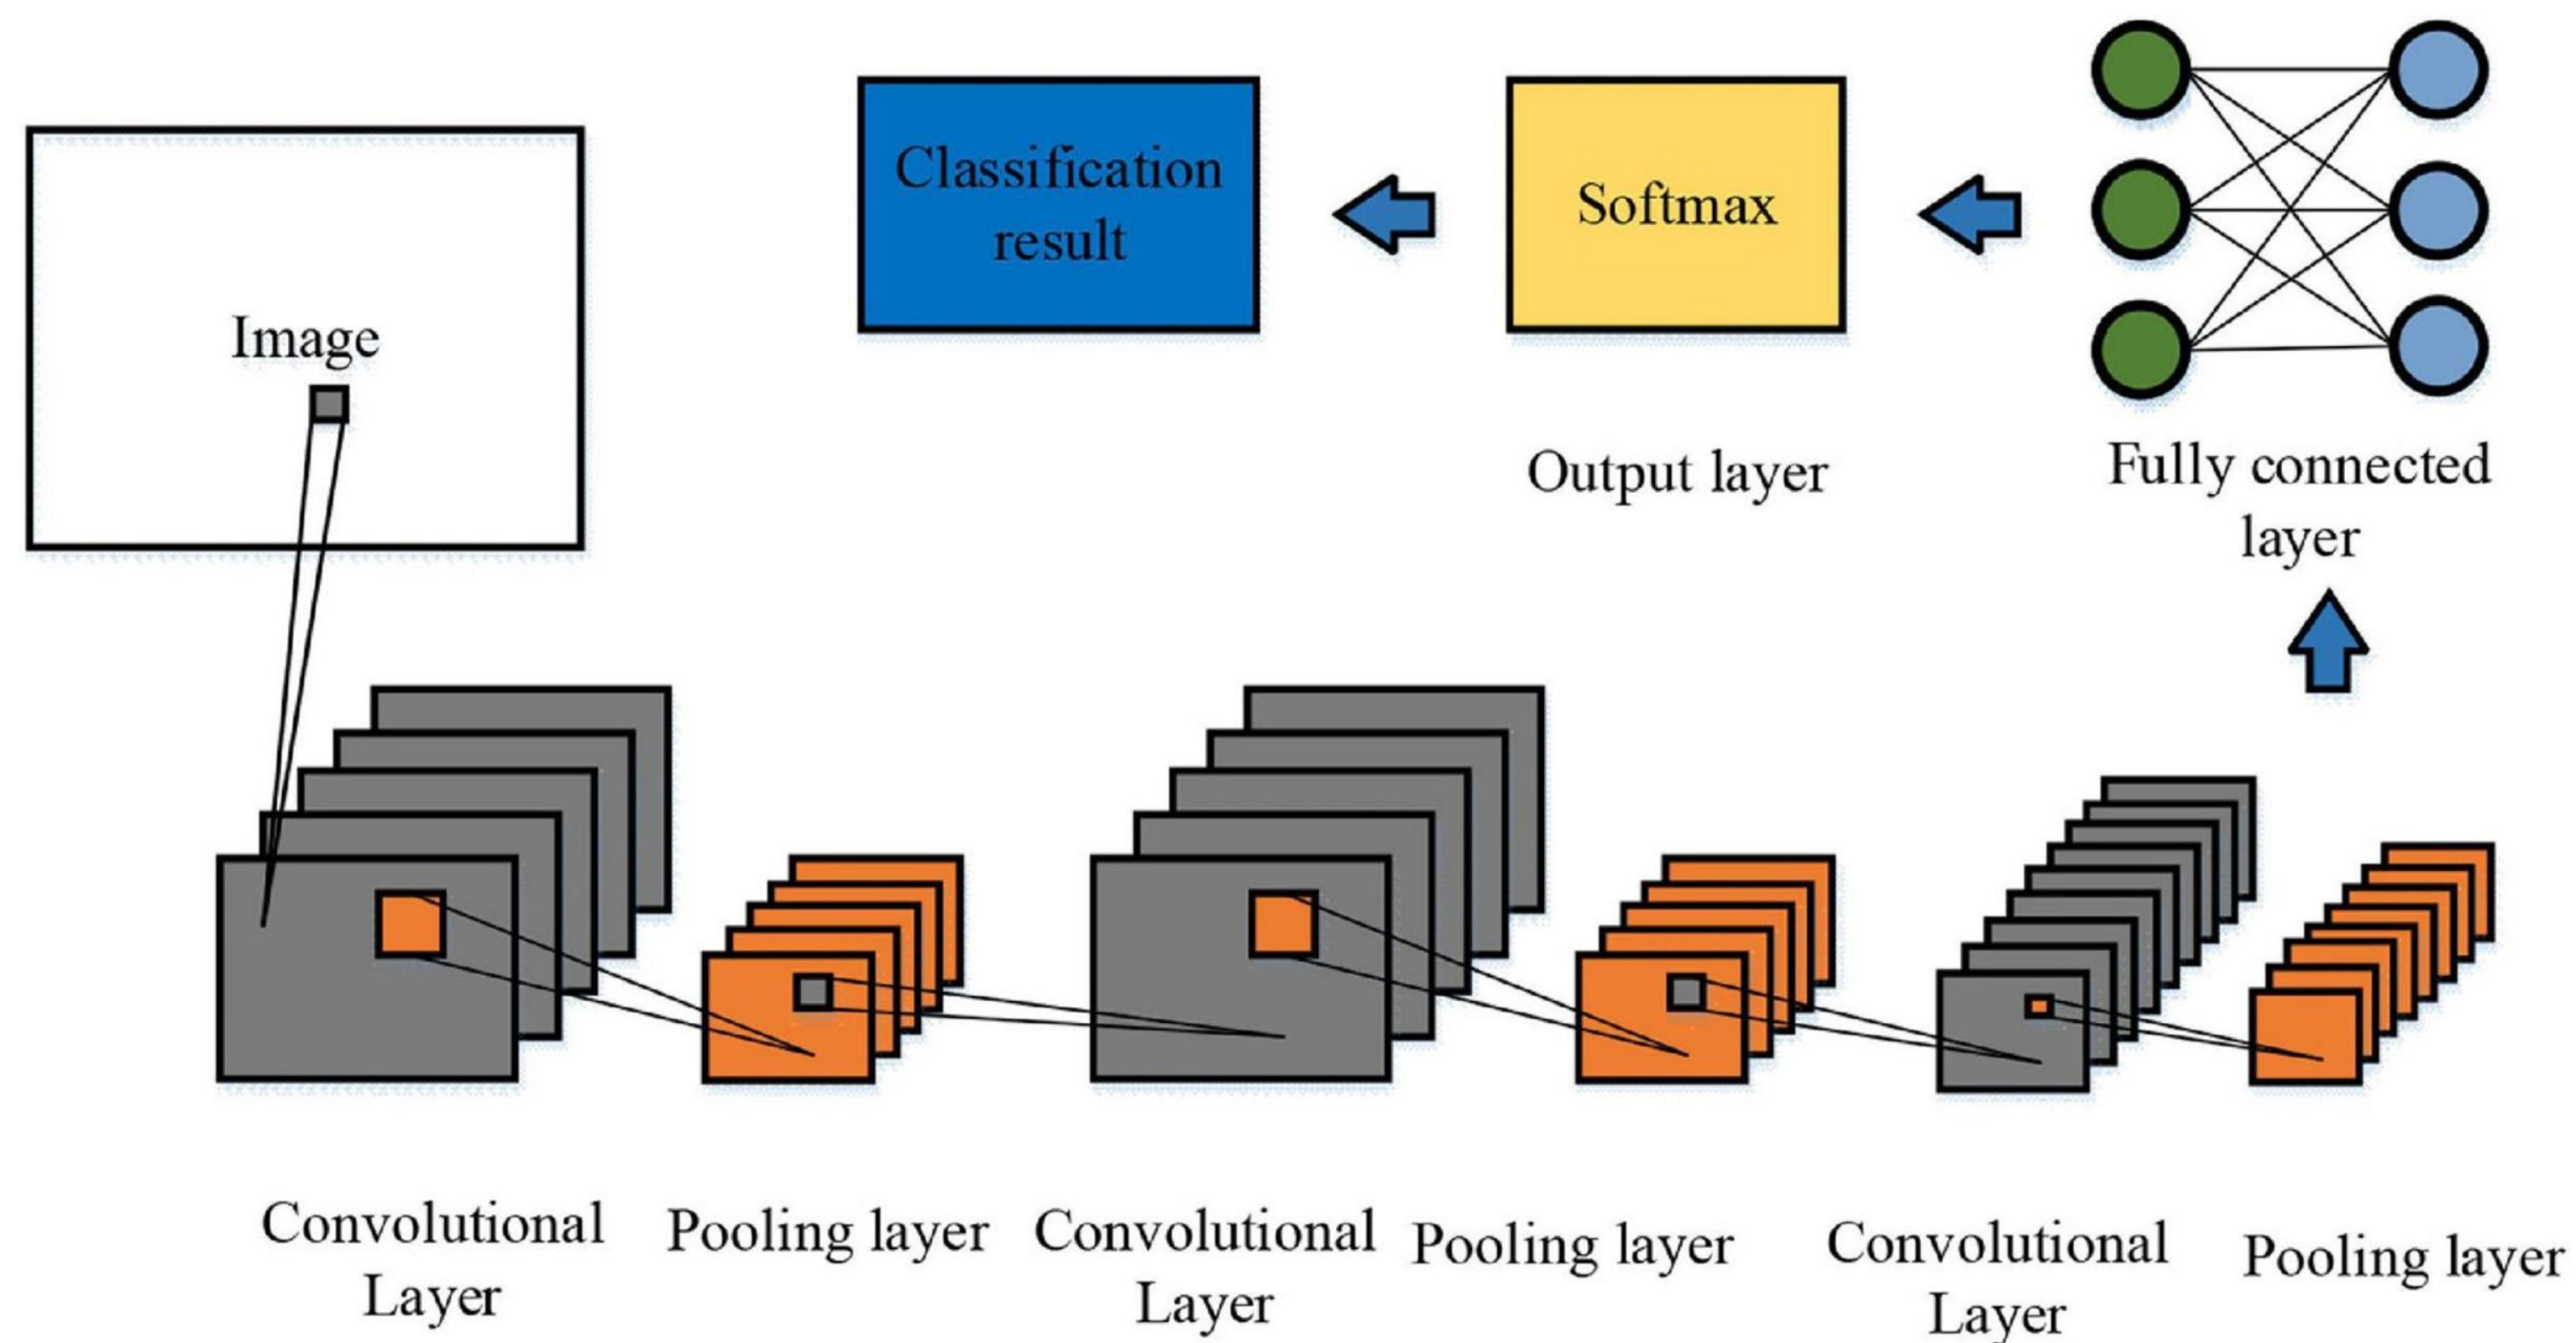 Image
Classification
result
Softmax
Output layer
Fully connected
layer
Convolutional
Layer
Pooling layer
Convolutional
Layer
Pooling layer
Convolutional
Layer
Pooling layer